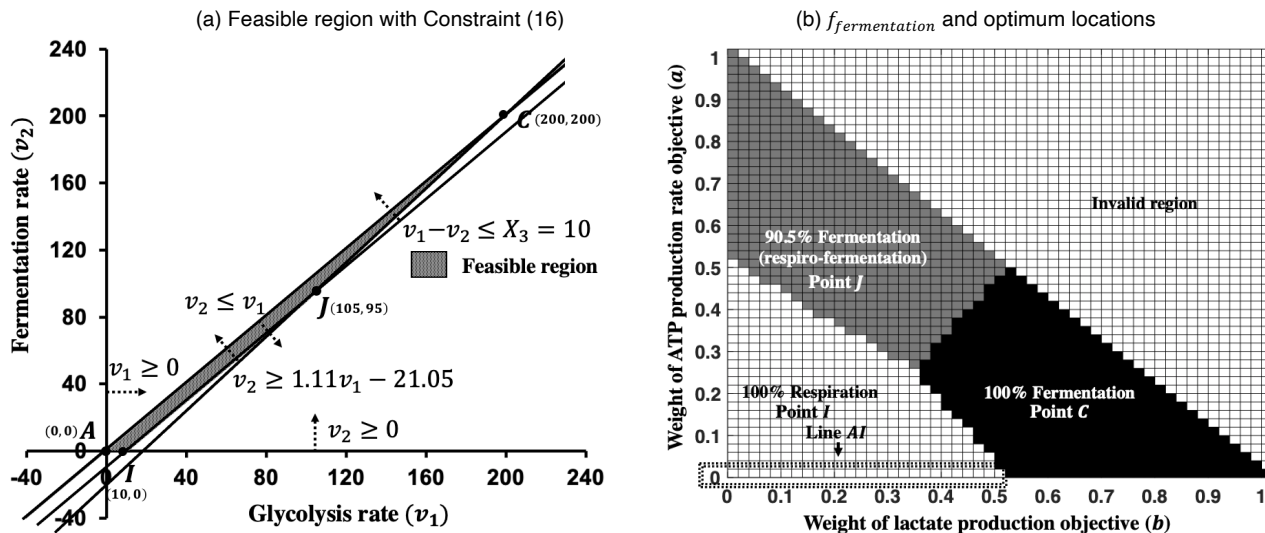 (a) Feasible region with Constraint (16)
Fermentation rate (v₂)
240
200
160
120
80
40
0
-40
C (200,200)
v₁−v₂ ≤ X₃ = 10
Feasible region
v₂ ≤ v₁
J (105,95)
v₁ ≥ 0
v₂ ≥ 1.11v₁ − 21.05
(0,0) A
v₂ ≥ 0
I
(10,0)
-40 0 40 80 120 160 200 240
Glycolysis rate (v₁)
(b) f_fermentation and optimum locations
Weight of ATP production rate objective (a)
1
0.9
0.8
0.7
0.6
0.5
0.4
0.3
0.2
0.1
0
Invalid region
90.5% Fermentation
(respiro-fermentation)
Point J
100% Respiration
Point I
Line AI
100% Fermentation
Point C
0 0.1 0.2 0.3 0.4 0.5 0.6 0.7 0.8 0.9 1
Weight of lactate production objective (b)